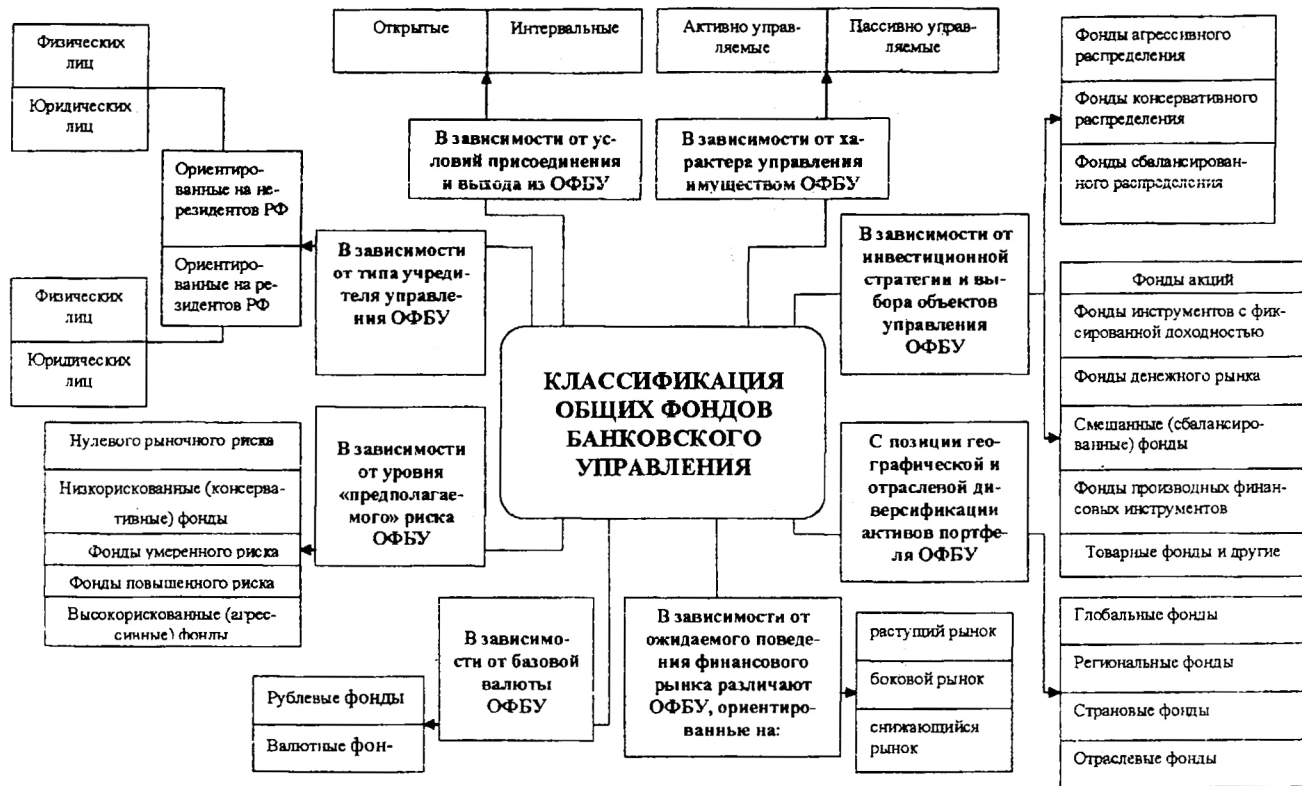 Физических
лиц
Юридических
лиц
Открытые
Интервальные
Активно управ-
ляемые
Пассивно управ-
ляемые
Фонды агрессивного
распределения
Фонды консервативного
распределения
Фонды сбалансирован-
ного распределения
В зависимости от ус-
ловий присоединения
и выхода из ОФБУ
В зависимости от ха-
рактера управления
имуществом ОФБУ
Ориентиро-
ванные на не-
резидентов РФ
Ориентиро-
ванные на ре-
зидентов РФ
В зависимости
от типа учреди-
теля управле-
ния ОФБУ
В зависимости от
инвестиционной
стратегии и вы-
бора объектов
управления
ОФБУ
Физических
лиц
Юридических
лиц
Фонды акций
Фонды инструментов с фик-
сированной доходностью
Фонды денежного рынка
Смешанные (сбалансиро-
ванные) фонды
Фонды производных финан-
совых инструментов
Товарные фонды и другие
КЛАССИФИКАЦИЯ
ОБЩИХ ФОНДОВ
БАНКОВСКОГО
УПРАВЛЕНИЯ
Нулевого рыночного риска
Низкорискованные (консерва-
тивные) фонды
Фонды умеренного риска
Фонды повышенного риска
Высокорискованные (агрес-
сивные) фонды
В зависимости
от уровня
«предполагае-
мого» риска
ОФБУ
С позиции гео-
графической и
отраслевой ди-
версификации
активов портфе-
ля ОФБУ
Рублевые фонды
Валютные фон-
В зависимо-
сти от базовой
валюты
ОФБУ
В зависимости от
ожидаемого поведе-
ния финансового
рынка различают
ОФБУ, ориентиро-
ванные на:
растущий рынок
боковой рынок
снижающийся
рынок
Глобальные фонды
Региональные фонды
Страновые фонды
Отраслевые фонды